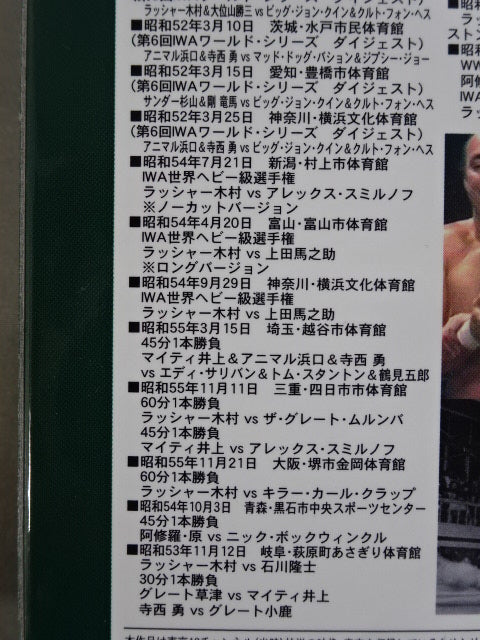 ラッシャー木村&大位山勝三 vs ビッグ・ジョン・クイン&クルト・フォン・ヘス
■昭和52年3月10日 茨城・水戸市民体育館
(第6回IWAワールド・シリーズ ダイジェスト)
アニマル浜口&寺西 勇 vs マッド・ドッグ・バション&ジプシー・ジョー
■昭和52年3月15日 愛知・豊橋市体育館
(第6回IWAワールド・シリーズ ダイジェスト)
サンダー杉山&剛 竜馬 vs ビッグ・ジョン・クイン&クルト・フォン・ヘス
■昭和52年3月25日 神奈川・横浜文化体育館
(第6回IWAワールド・シリーズ ダイジェスト)
アニマル浜口&寺西 勇 vs ビッグ・ジョン・クイン&クルト・フォン・ヘス
■昭和54年7月21日 新潟・村上市体育館
IWA世界ヘビー級選手権
ラッシャー木村 vs アレックス・スミルノフ
※ノーカットバージョン
■昭和54年4月20日 富山・富山市体育館
IWA世界ヘビー級選手権
ラッシャー木村 vs 上田馬之助
※ロングバージョン
■昭和54年9月29日 神奈川・横浜文化体育館
IWA世界ヘビー級選手権
ラッシャー木村 vs 上田馬之助
■昭和55年3月15日 埼玉・越谷市体育館
45分1本勝負
マイティ井上&アニマル浜口&寺西 勇
vs エディ・サリバン&トム・スタントン&鶴見五郎
■昭和55年11月11日 三重・四日市市体育館
60分1本勝負
ラッシャー木村 vs ザ・グレート・ムルンバ
45分1本勝負
マイティ井上 vs アレックス・スミルノフ
■昭和55年11月21日 大阪・堺市金岡体育館
60分1本勝負
ラッシャー木村 vs キラー・カール・クラップ
■昭和54年10月3日 青森・黒石市中央スポーツセンター
45分1本勝負
阿修羅・原 vs ニック・ボックウィンクル
■昭和53年11月12日 岐阜・萩原町あさぎり体育館
ラッシャー木村 vs 石川隆士
30分1本勝負
グレート草津 vs マイティ井上
寺西 勇 vs グレート小鹿